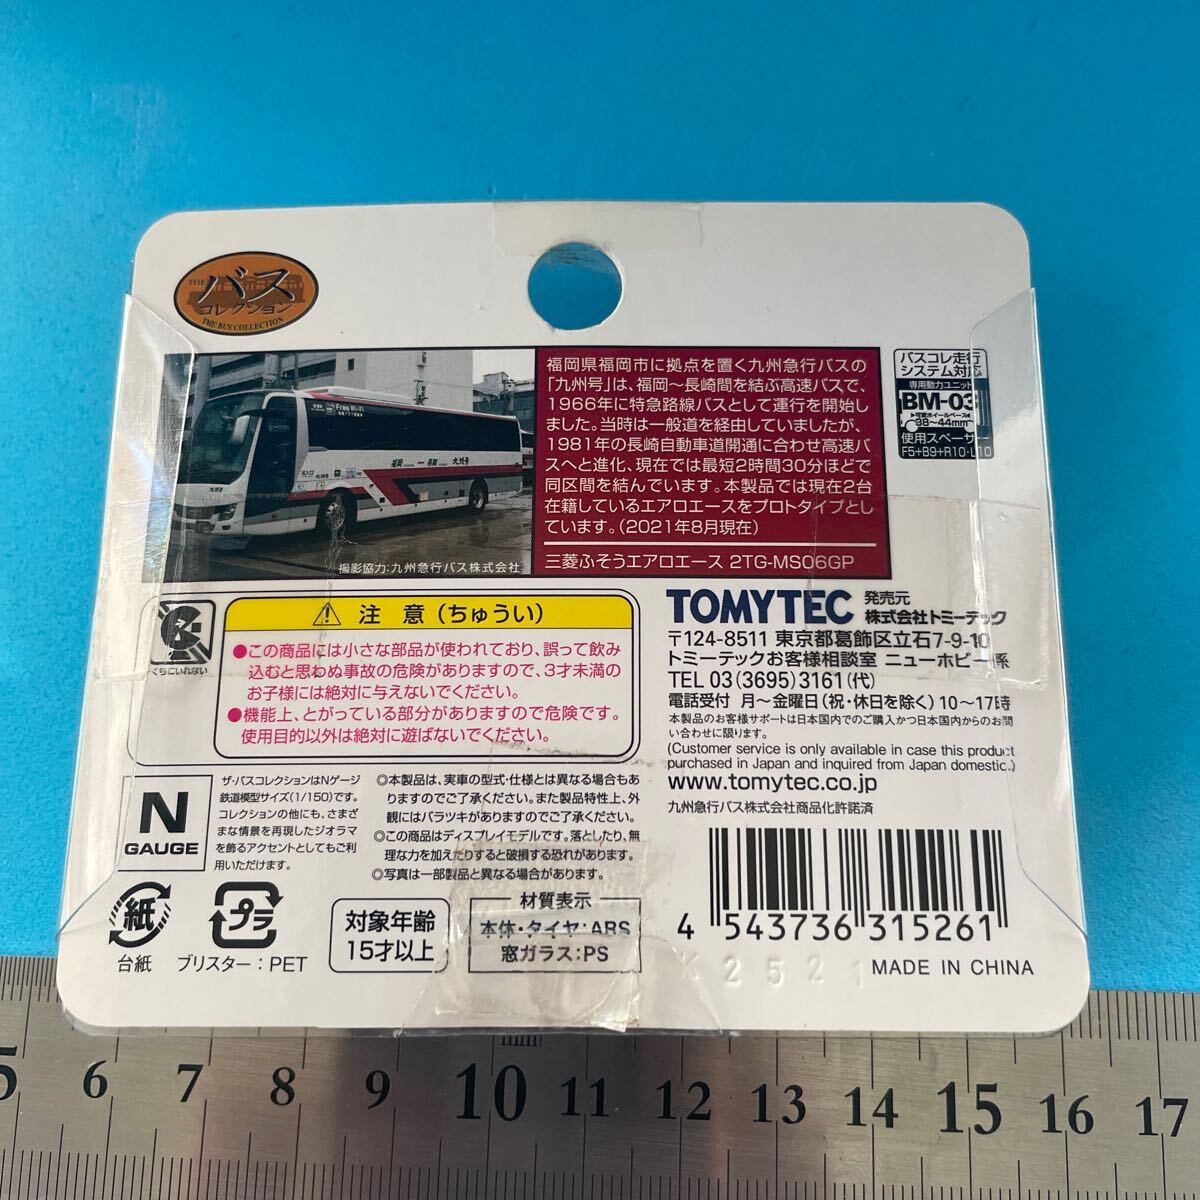 THE
バス
コレクション
THE BUS COLLECTION
Free Wi-Fi
福岡 ー 長崎 九州号
撮影協力:九州急行バス株式会社
福岡県福岡市に拠点を置く九州急行バスの
「九州号」は、福岡～長崎間を結ぶ高速バスで、
1966年に特急路線バスとして運行を開始し
ました。当時は一般道を経由していましたが、
1981年の長崎自動車道開通に合わせ高速バ
スへと進化、現在では最短2時間30分ほどで
同区間を結んでいます。本製品では現在2台
在籍しているエアロエースをプロトタイプとし
ています。(2021年8月現在)
三菱ふそうエアロエース 2TG-MS06GP
バスコレ走行
システム対応
専用動力ユニット
BM-03
38～44mm
使用スペーサー
F5+B9+R10-L10
くちにいれない
注 意(ちゅうい)
●この商品には小さな部品が使われており、誤って飲み
込むと思わぬ事故の危険がありますので、3才未満の
お子様には絶対に与えないでください。
●機能上、とがっている部分がありますので危険です。
使用目的以外は絶対に遊ばないでください。
TOMYTEC 発売元
株式会社トミーテック
〒124-8511 東京都葛飾区立石7-9-10
トミーテックお客様相談室 ニューホビー係
TEL 03(3695)3161(代)
電話受付 月～金曜日(祝・休日を除く)10～17時
本製品のお客様サポートは日本国内でのご購入かつ日本国内からのお問
い合わせに限ります。
(Customer service is only available in case this product
purchased in Japan and inquired from Japan domestic.)
www.tomytec.co.jp
九州急行バス株式会社商品化許諾済
N
GAUGE
ザ・バスコレクションはNゲージ
鉄道模型サイズ(1/150)です。
コレクションの他にも、さまざ
まな情景を再現したジオラマ
を飾るアクセントとしてもご利
用いただけます。
◎本製品は、実車の型式・仕様とは異なる場合もあ
りますのでご了承ください。また製品特性上、外
観にはバラツキがありますのでご了承ください。
◎この商品はディスプレイモデルです。落としたり、無
理な力を加えたりすると破損する恐れがあります。
◎写真は一部製品と異なる場合があります。
紙
台紙
プラ
ブリスター:PET
対象年齢
15才以上
材質表示
本体・タイヤ:ABS
窓ガラス:PS
4 543736 315261
K2521
MADE IN CHINA
5 6 7 8 9 10 11 12 13 14 15 16 17